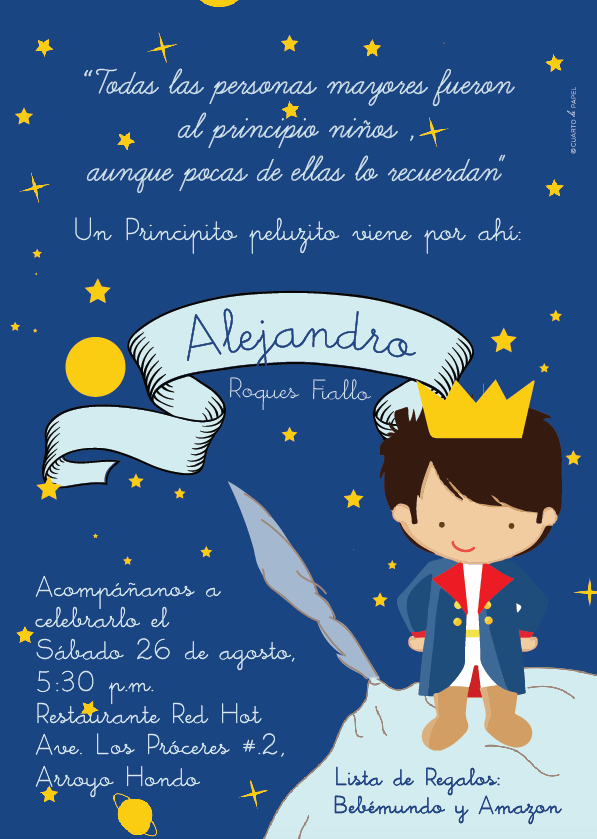 “Todas las personas mayores fueron
al principio niños ,
aunque pocas de ellas lo recuerdan”
©CUARTO de PAPEL
Un Principito peluzito viene por ahí:
Alejandro
Roques Fiallo
Acompáñanos a
celebrarlo el
Sábado 26 de agosto,
5:30 p.m.
Restaurante Red Hot
Ave. Los Próceres #.2,
Arroyo Hondo
Lista de Regalos:
Bebémundo y Amazon